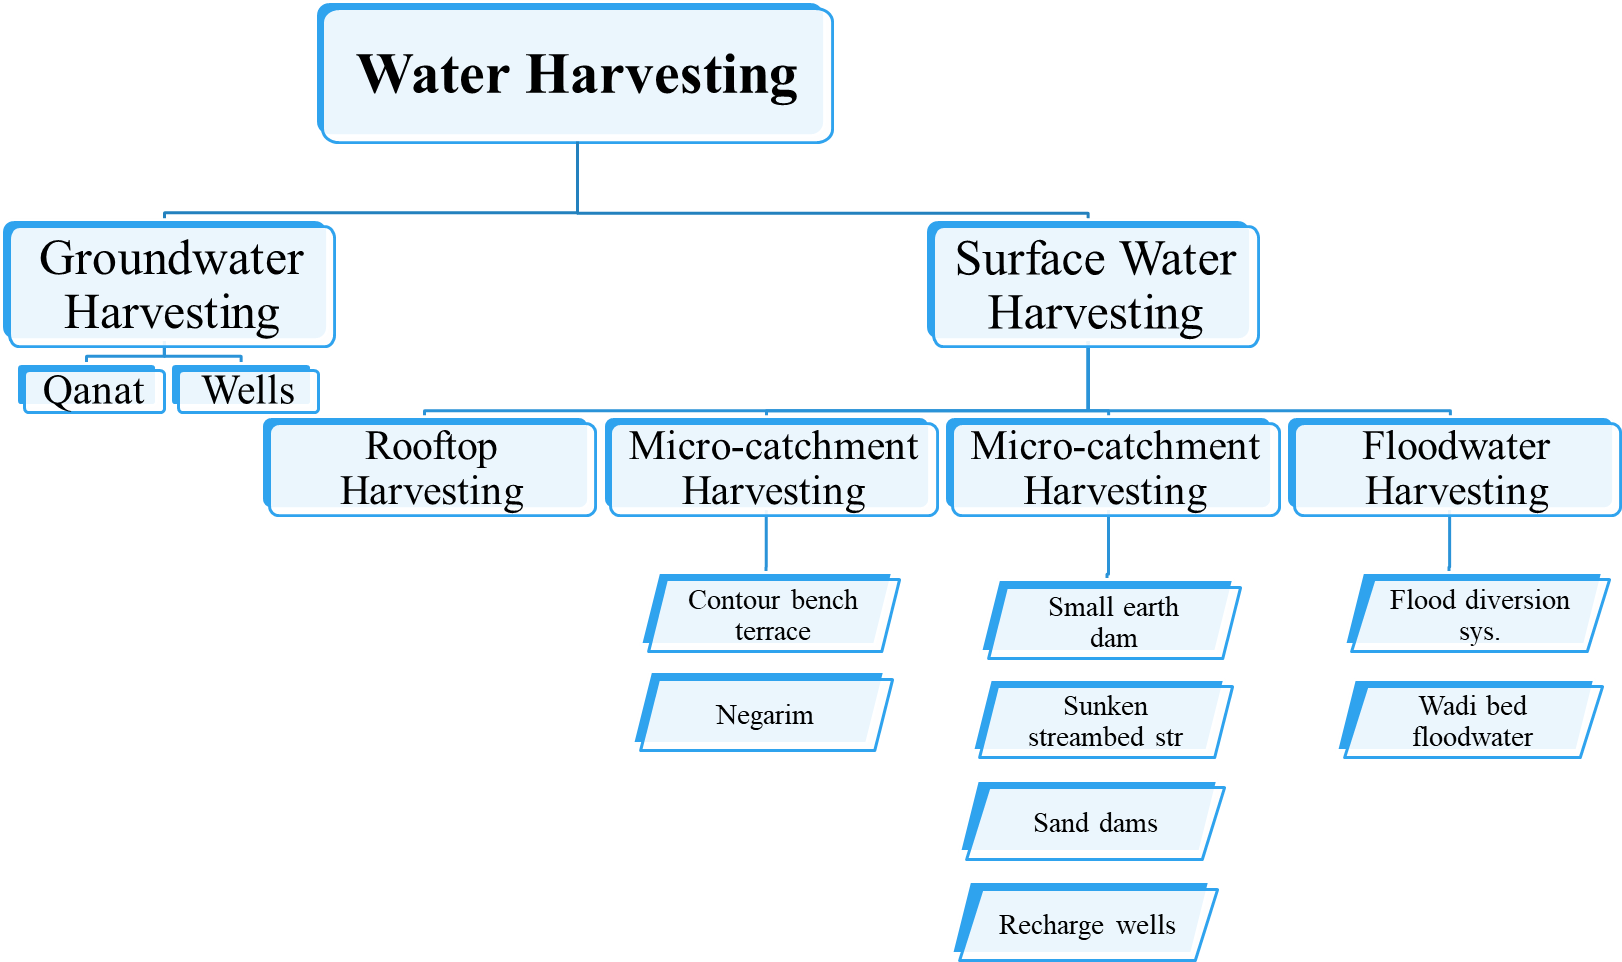 Water Harvesting
Groundwater
Harvesting
Surface Water
Harvesting
Qanat
Wells
Rooftop
Harvesting
Micro-catchment
Harvesting
Micro-catchment
Harvesting
Floodwater
Harvesting
Contour bench
terrace
Negarim
Small earth
dam
Sunken
streambed str
Sand dams
Recharge wells
Flood diversion
sys.
Wadi bed
floodwater